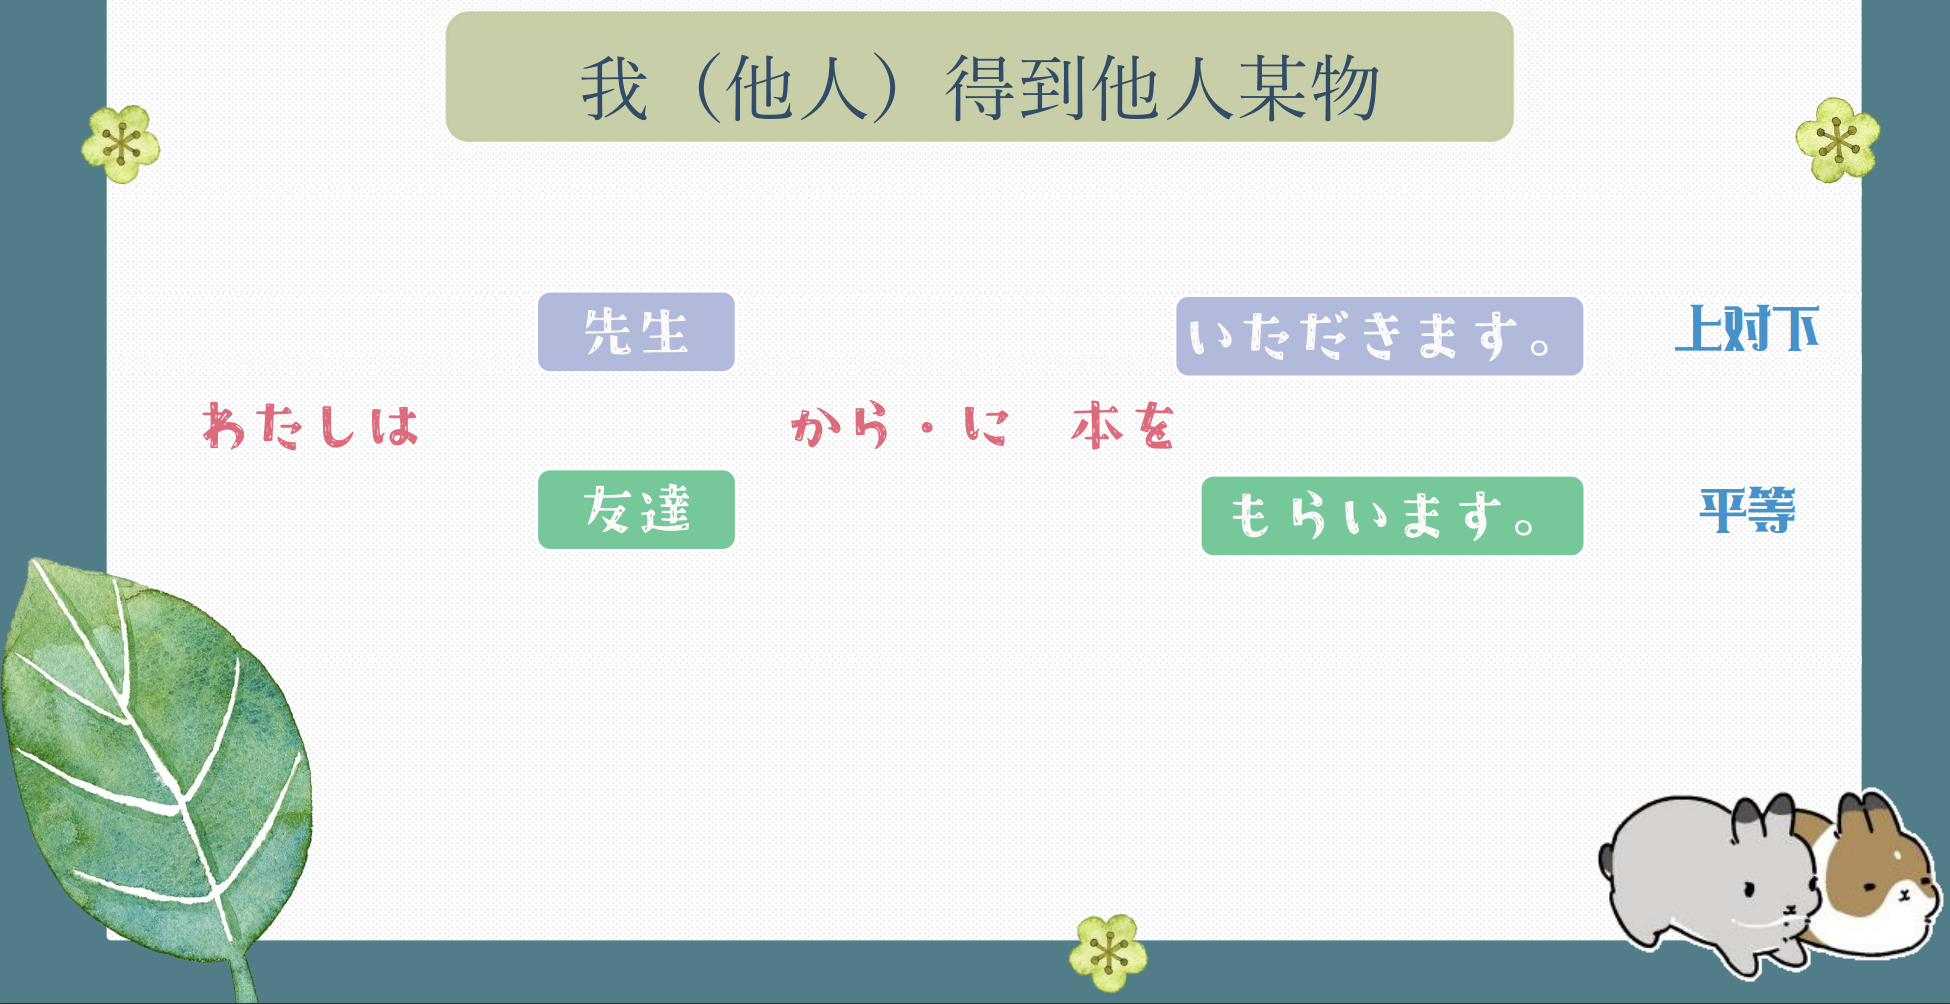 我（他人）得到他人某物
先生 いただきます。 上对下
わたしは から・に 本を
友達 もらいます。 平等